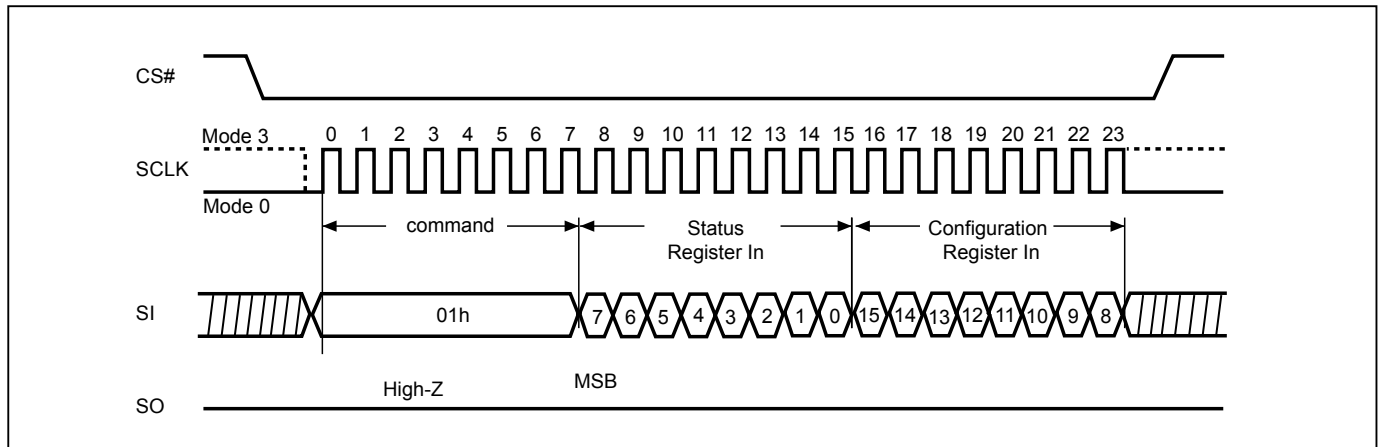 CS#
Mode 3
0 1 2 3 4 5 6 7 8 9 10 11 12 13 14 15 16 17 18 19 20 21 22 23
SCLK
Mode 0
command
Status
Register In
Configuration
Register In
SI
01h
7 6 5 4 3 2 1 0 15 14 13 12 11 10 9 8
High-Z
MSB
SO